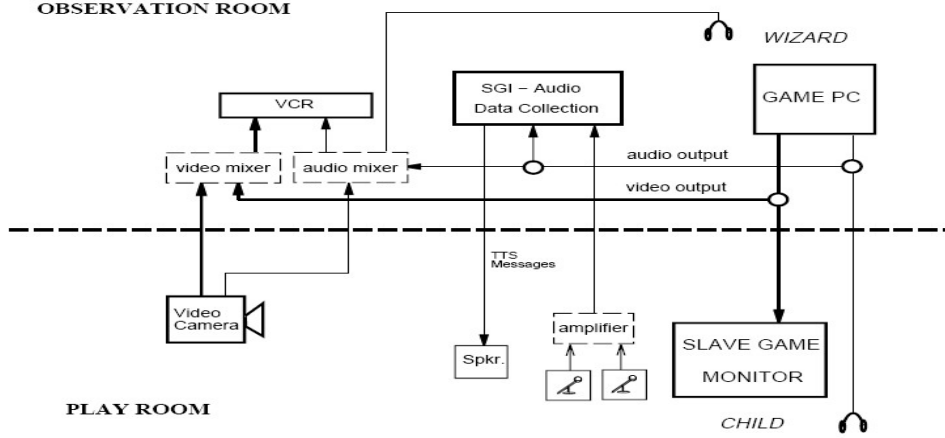 OBSERVATION ROOM
WIZARD
VCR
SGI – Audio
Data Collection
GAME PC
video mixer
audio mixer
audio output
video output
TTS
Messages
Video
Camera
amplifier
Spkr.
SLAVE GAME
MONITOR
PLAY ROOM
CHILD